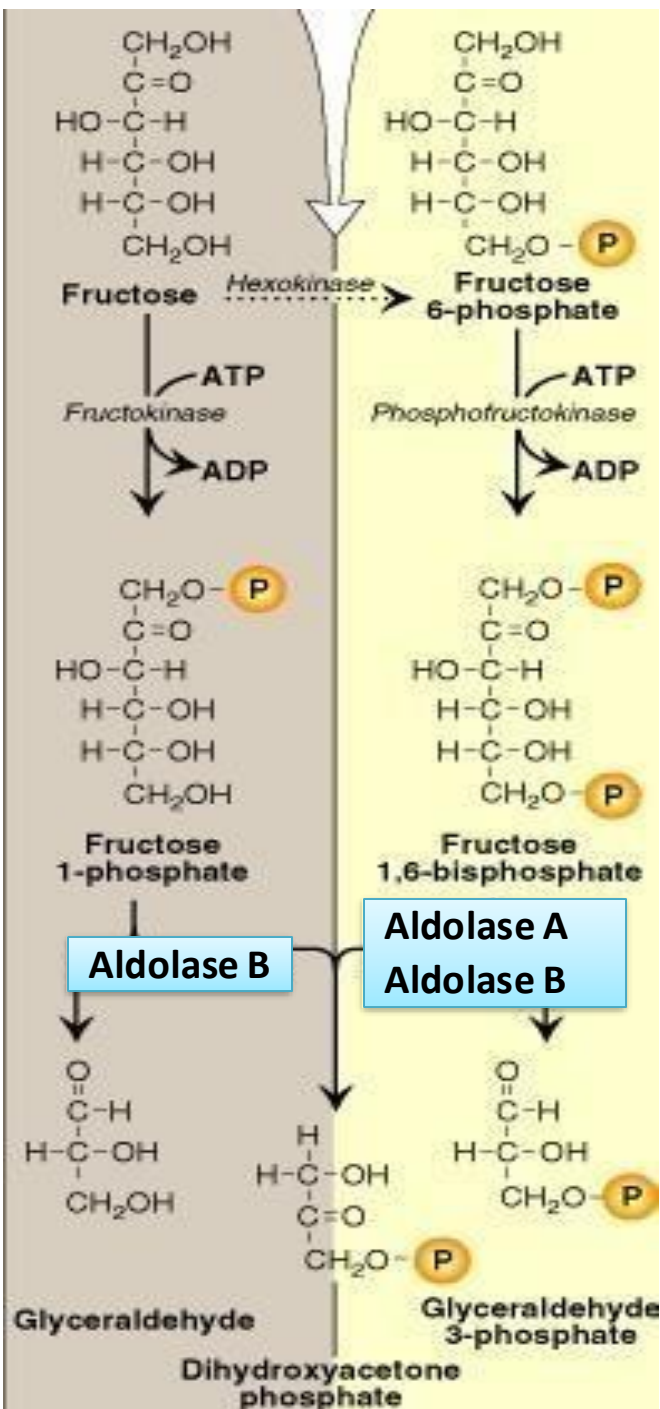 CH₂OH
C=O
HO-C-H
H-C-OH
H-C-OH
CH₂OH
Fructose
Hexokinase
CH₂OH
C=O
HO-C-H
H-C-OH
H-C-OH
CH₂O-P
Fructose
6-phosphate
ATP
Fructokinase
ADP
ATP
Phosphofructokinase
ADP
CH₂O-P
C=O
HO-C-H
H-C-OH
H-C-OH
CH₂OH
Fructose
1-phosphate
CH₂O-P
C=O
HO-C-H
H-C-OH
H-C-OH
CH₂O-P
Fructose
1,6-bisphosphate
Aldolase B
Aldolase A
Aldolase B
O
C-H
H-C-OH
CH₂OH
Glyceraldehyde
H
H-C-OH
C=O
CH₂O-P
Dihydroxyacetone
phosphate
O
C-H
H-C-OH
CH₂O-P
Glyceraldehyde
3-phosphate